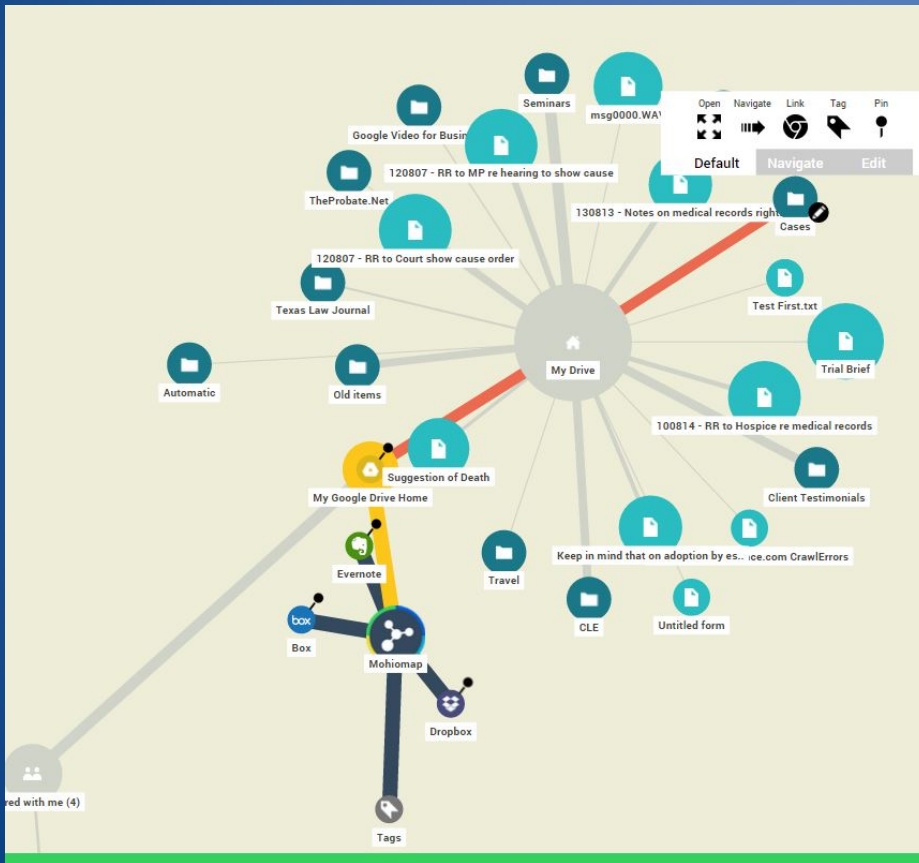 Seminars
msg0000.WAV
Open Navigate Link Tag Pin
Default Navigate Edit
Google Video for Busin
120807 - RR to MP re hearing to show cause
TheProbate.Net
130813 - Notes on medical records righ
Cases
120807 - RR to Court show cause order
Texas Law Journal
Test First.txt
My Drive
Trial Brief
Automatic
Old items
100814 - RR to Hospice re medical records
Suggestion of Death
My Google Drive Home
Client Testimonials
Evernote
Travel
Keep in mind that on adoption by es..
ce.com CrawlErrors
CLE
Untitled form
box
Box
Mohiomap
Dropbox
red with me (4)
Tags